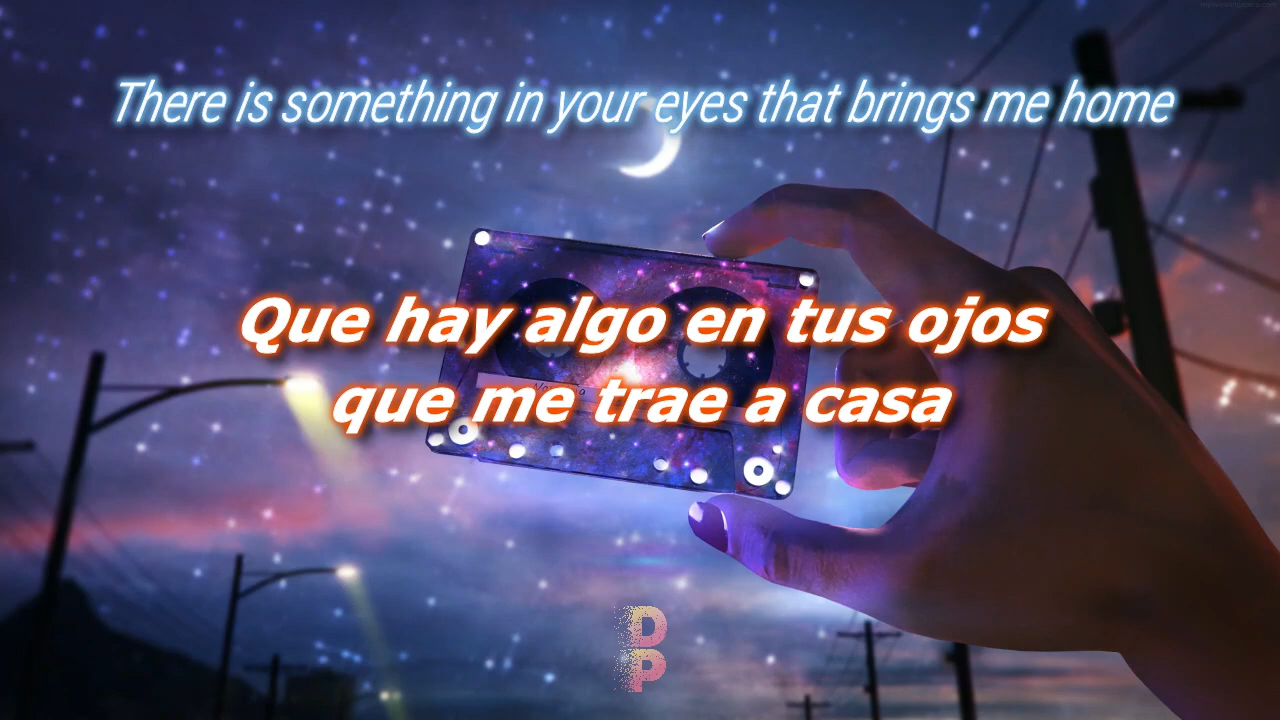 There is something in your eyes that brings me home
Que hay algo en tus ojos
que me trae a casa
D
P